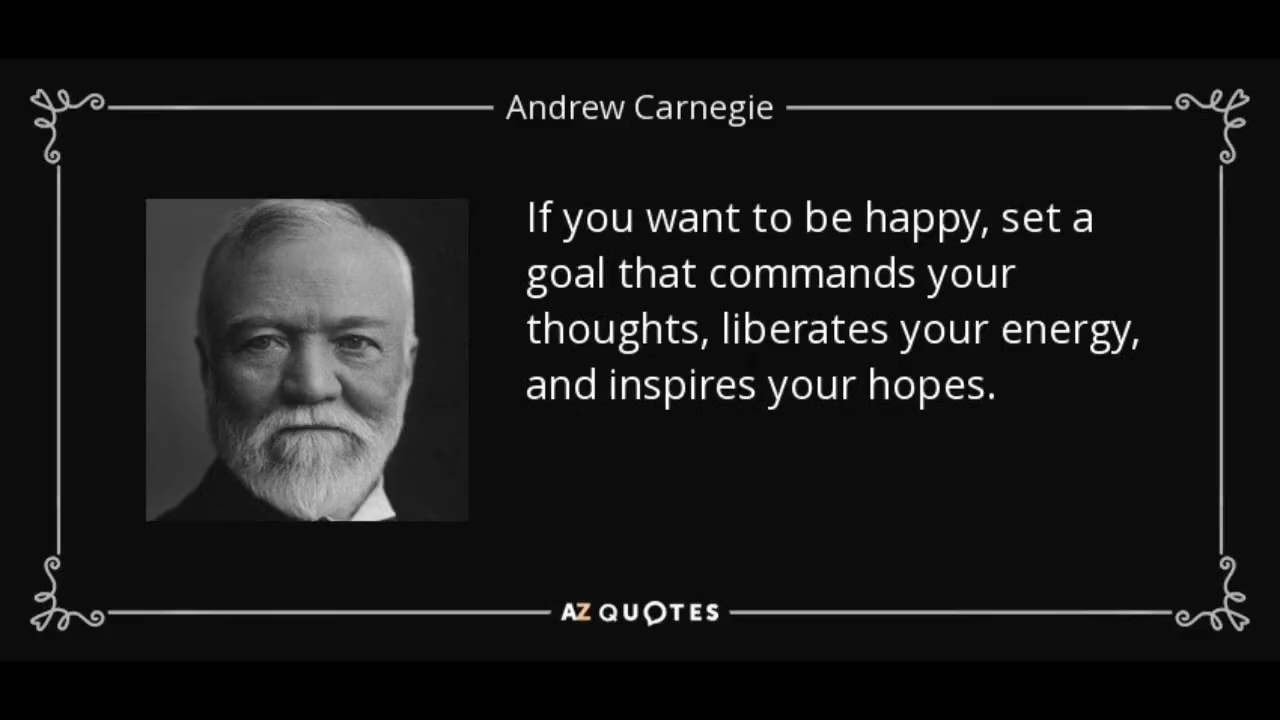 Andrew Carnegie
If you want to be happy, set a
goal that commands your
thoughts, liberates your energy,
and inspires your hopes.
AZ QUOTES